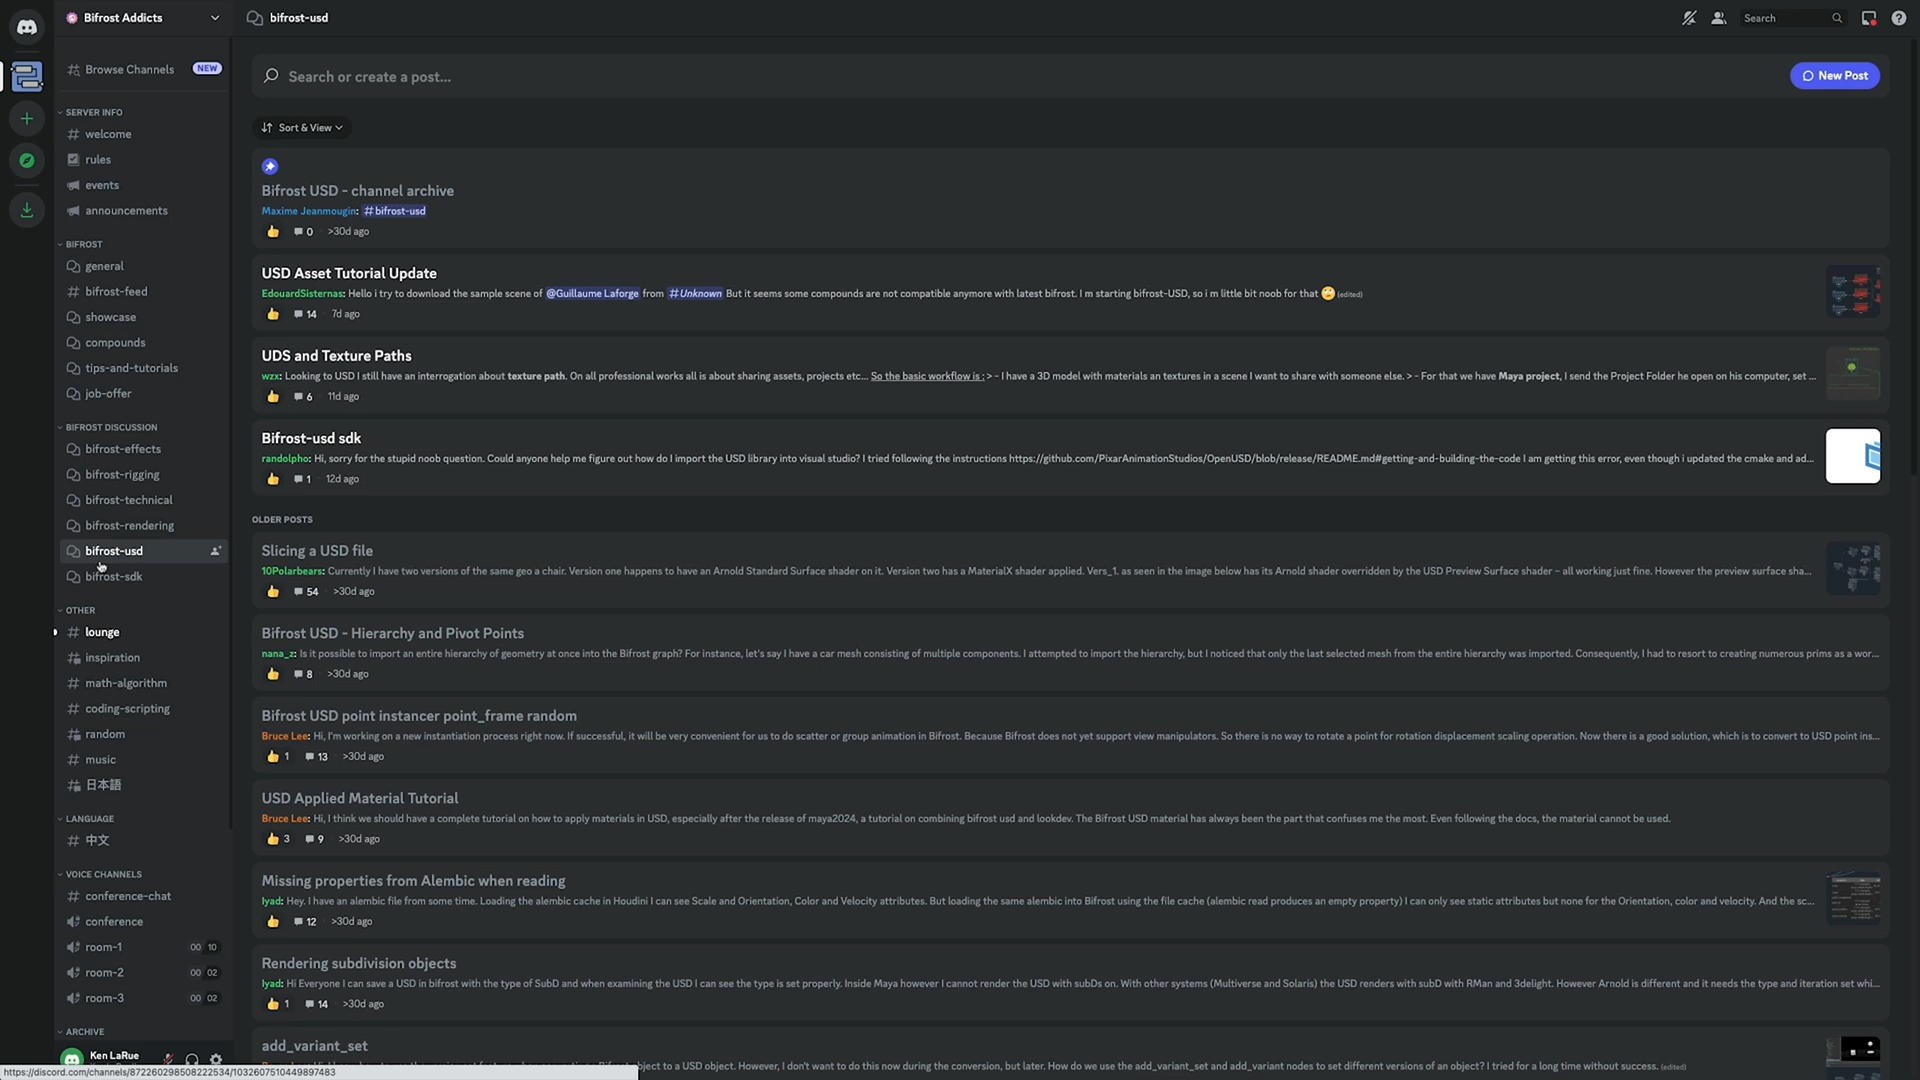 Bifrost Addicts
Browse Channels
NEW
SERVER INFO
welcome
rules
events
announcements
BIFROST
general
bifrost-feed
showcase
compounds
tips-and-tutorials
job-offer
BIFROST DISCUSSION
bifrost-effects
bifrost-rigging
bifrost-technical
bifrost-rendering
bifrost-usd
bifrost-sdk
OTHER
lounge
inspiration
math-algorithm
coding-scripting
random
music
日本語
LANGUAGE
中文
VOICE CHANNELS
conference-chat
conference
room-1 00 10
room-2 00 02
room-3 00 02
ARCHIVE
Ken LaRue
https://discord.com/channels/872260298508222534/1032607510449897483
bifrost-usd
Search
Search or create a post...
New Post
Sort & View
Bifrost USD - channel archive
Maxime Jeanmougin: #bifrost-usd
0 >30d ago
USD Asset Tutorial Update
EdouardSisternas: Hello i try to download the sample scene of @Guillaume Laforge from #Unknown But it seems some compounds are not compatible anymore with latest bifrost. I m starting bifrost-USD, so i m little bit noob for that 🙄 (edited)
14 7d ago
UDS and Texture Paths
wzx: Looking to USD I still have an interrogation about texture path. On all professional works all is about sharing assets, projects etc... So the basic workflow is : > - I have a 3D model with materials an textures in a scene I want to share with someone else. > - For that we have Maya project, I send the Project Folder he open on his computer, set ...
6 11d ago
Bifrost-usd sdk
randolpho: Hi, sorry for the stupid noob question. Could anyone help me figure out how do I import the USD library into visual studio? I tried following the instructions https://github.com/PixarAnimationStudios/OpenUSD/blob/release/README.md#getting-and-building-the-code I am getting this error, even though i updated the cmake and ad...
1 12d ago
OLDER POSTS
Slicing a USD file
10Polarbears: Currently I have two versions of the same geo a chair. Version one happens to have an Arnold Standard Surface shader on it. Version two has a MaterialX shader applied. Vers_1. as seen in the image below has its Arnold shader overridden by the USD Preview Surface shader – all working just fine. However the preview surface sha...
54 >30d ago
Bifrost USD - Hierarchy and Pivot Points
nana_z: Is it possible to import an entire hierarchy of geometry at once into the Bifrost graph? For instance, let's say I have a car mesh consisting of multiple components. I attempted to import the hierarchy, but I noticed that only the last selected mesh from the entire hierarchy was imported. Consequently, I had to resort to creating numerous prims as a wor...
8 >30d ago
Bifrost USD point instancer point_frame random
Bruce Lee: Hi, I'm working on a new instantiation process right now. If successful, it will be very convenient for us to do scatter or group animation in Bifrost. Because Bifrost does not yet support view manipulators. So there is no way to rotate a point for rotation displacement scaling operation. Now there is a good solution, which is to convert to USD point ins...
1 13 >30d ago
USD Applied Material Tutorial
Bruce Lee: Hi, I think we should have a complete tutorial on how to apply materials in USD, especially after the release of maya2024, a tutorial on combining bifrost usd and lookdev. The Bifrost USD material has always been the part that confuses me the most. Even following the docs, the material cannot be used.
3 9 >30d ago
Missing properties from Alembic when reading
Iyad: Hey. I have an alembic file from some time. Loading the alembic cache in Houdini I can see Scale and Orientation, Color and Velocity attributes. But loading the same alembic into Bifrost using the file cache (alembic read produces an empty property) I can only see static attributes but none for the Orientation, color and velocity. And the sc...
12 >30d ago
Rendering subdivision objects
Iyad: Hi Everyone I can save a USD in bifrost with the type of SubD and when examining the USD I can see the type is set properly. Inside Maya however I cannot render the USD with subDs on. With other systems (Multiverse and Solaris) the USD renders with subD with RMan and 3delight. However Arnold is different and it needs the type and iteration set whi...
1 14 >30d ago
add_variant_set
object to a USD object. However, I don't want to do this now during the conversion, but later. How do we use the add_variant_set and add_variant nodes to set different versions of an object? I tried for a long time without success. (edited)